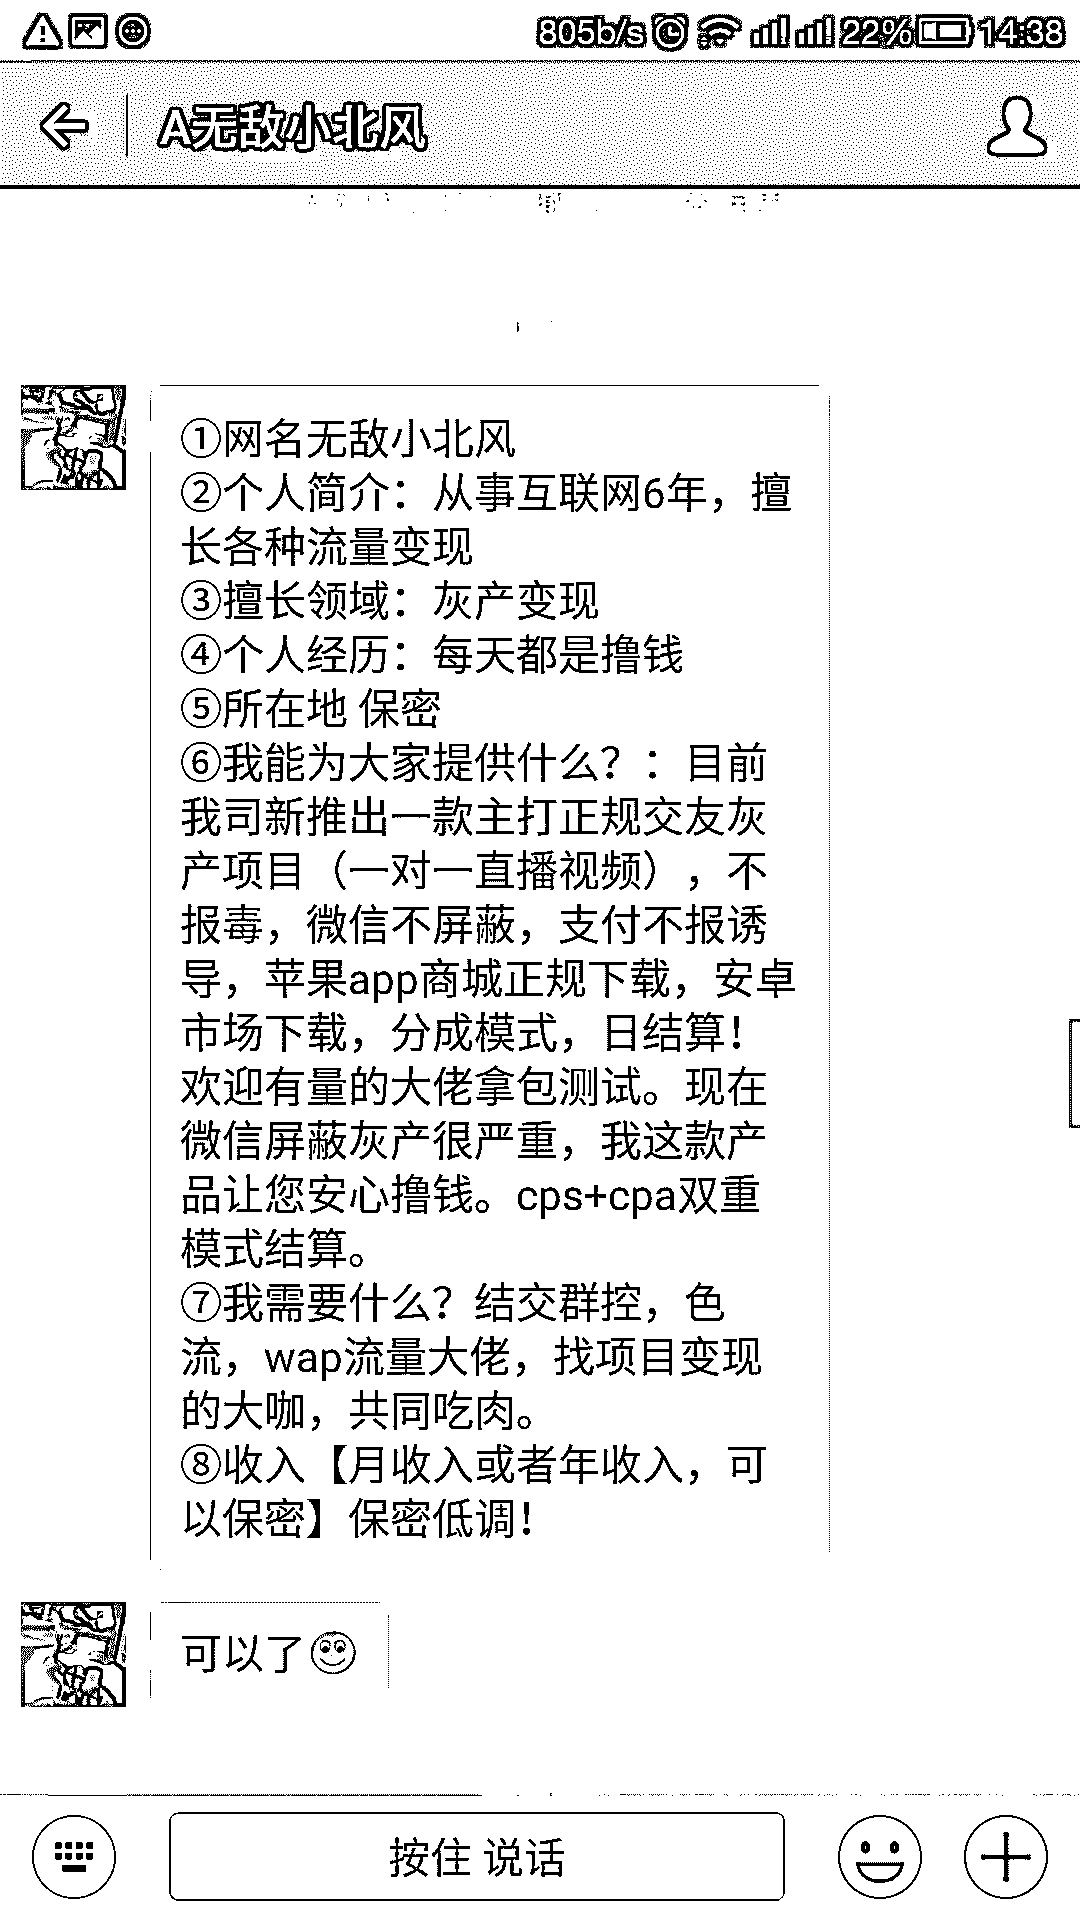 805b/s 22% 14:38
A无敌小北风
①网名无敌小北风
②个人简介：从事互联网6年，擅
长各种流量变现
③擅长领域：灰产变现
④个人经历：每天都是撸钱
⑤所在地 保密
⑥我能为大家提供什么？：目前
我司新推出一款主打正规交友灰
产项目（一对一直播视频），不
报毒，微信不屏蔽，支付不报诱
导，苹果app商城正规下载，安卓
市场下载，分成模式，日结算！
欢迎有量的大佬拿包测试。现在
微信屏蔽灰产很严重，我这款产
品让您安心撸钱。cps+cpa双重
模式结算。
⑦我需要什么？结交群控，色
流，wap流量大佬，找项目变现
的大咖，共同吃肉。
⑧收入【月收入或者年收入，可
以保密】保密低调！
可以了
按住 说话